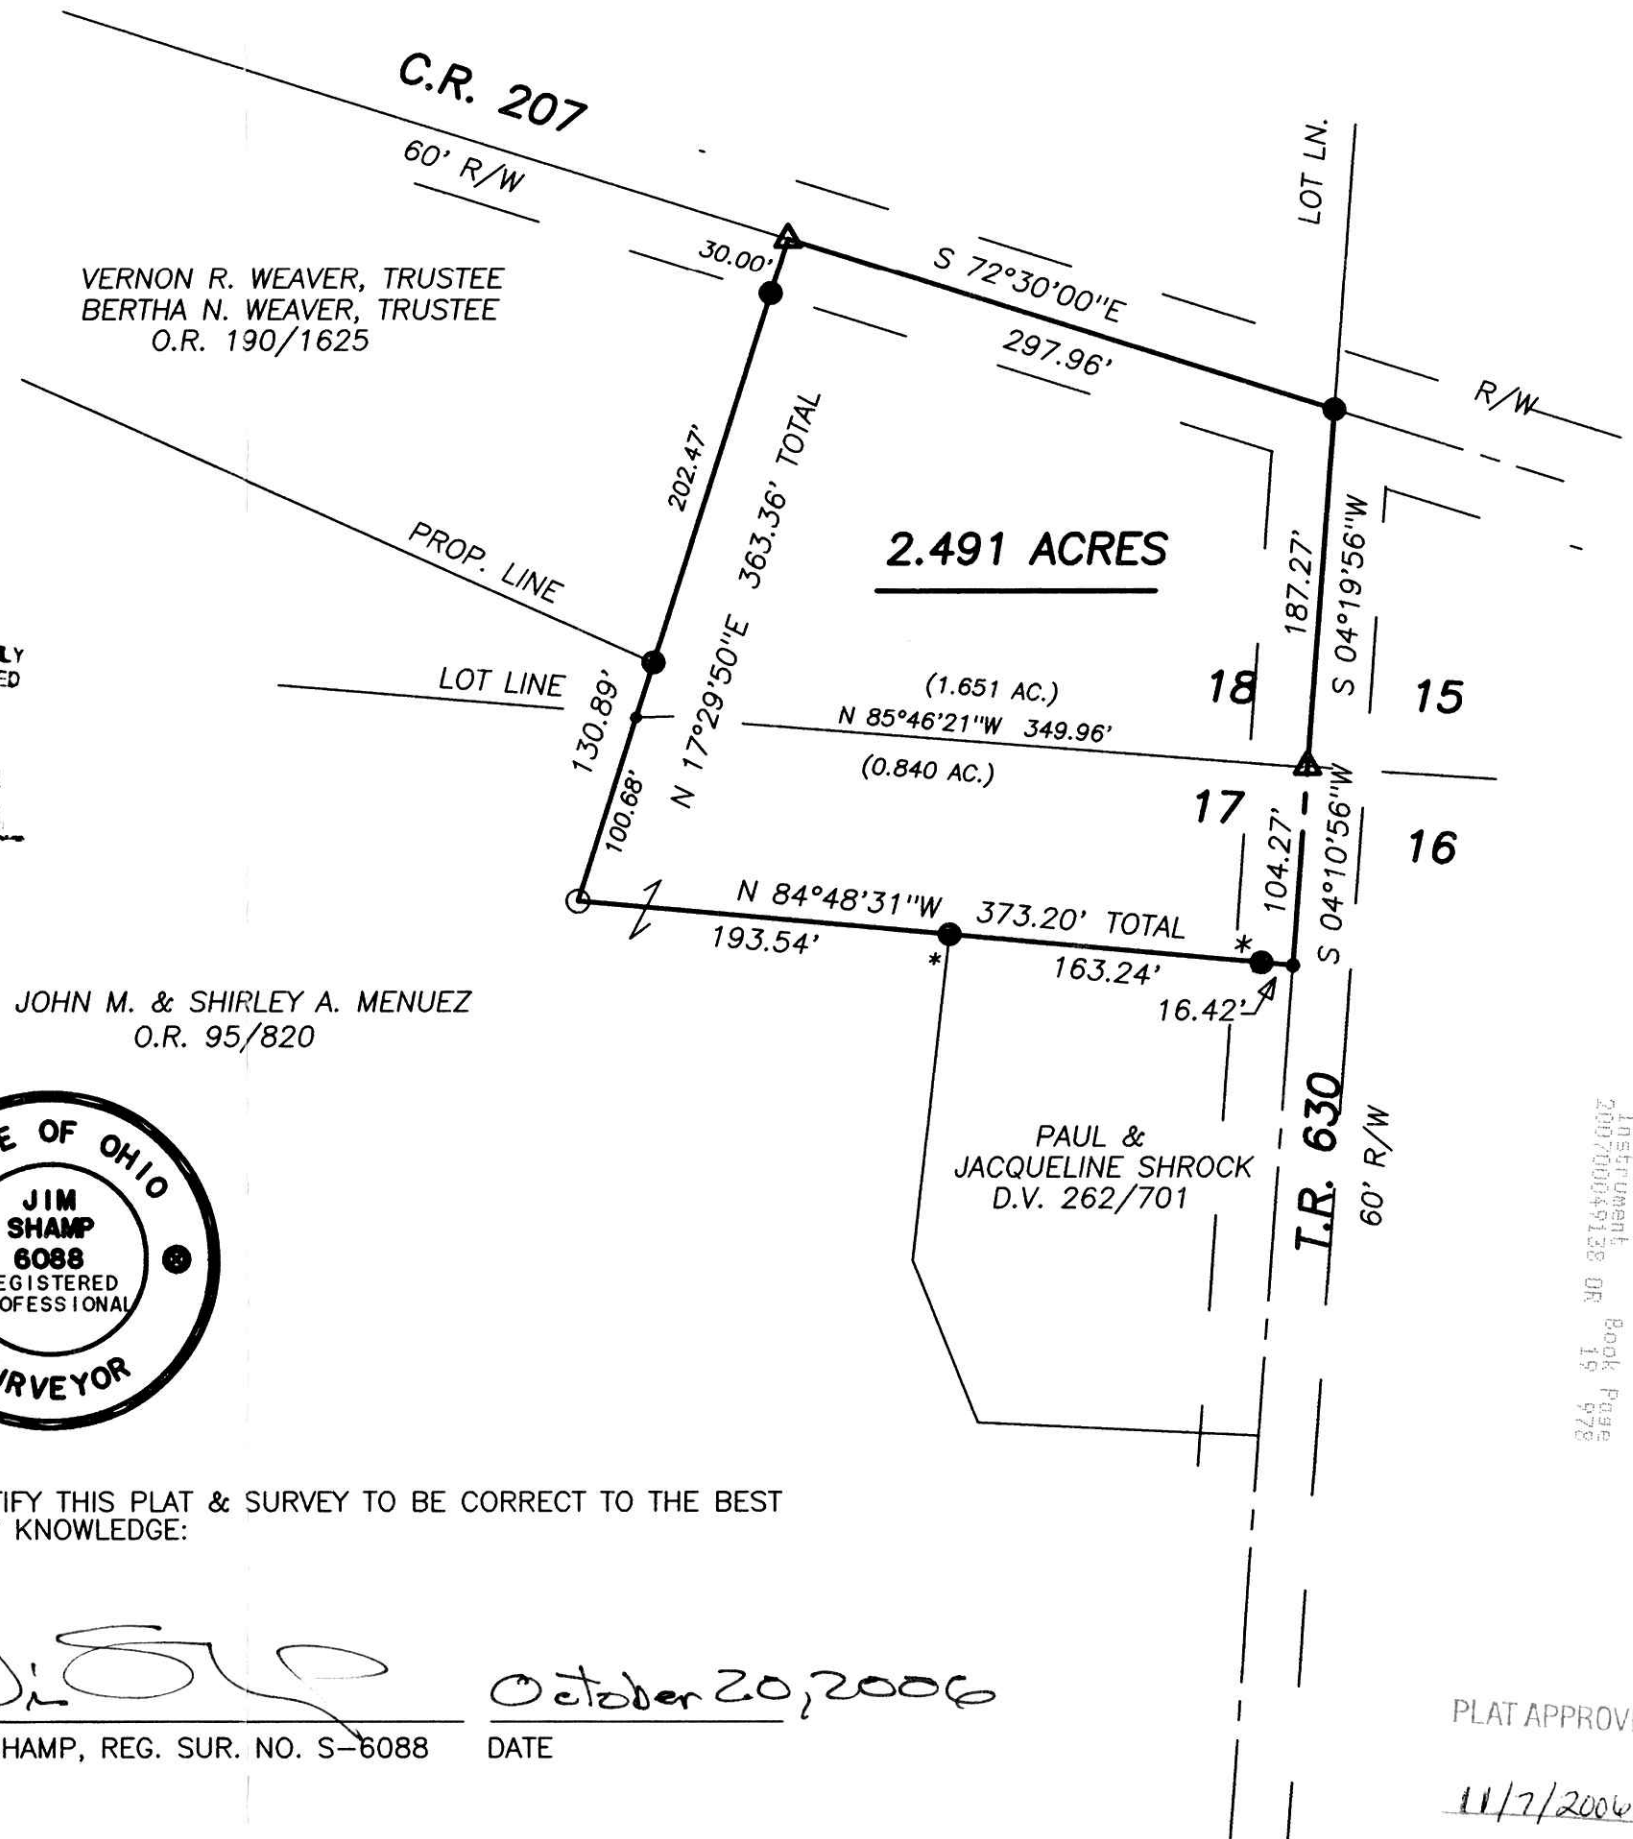 C.R. 207
60' R/W
LOT LN.
30.00'
S 72°30'00"E
297.96'
R/W
VERNON R. WEAVER, TRUSTEE
BERTHA N. WEAVER, TRUSTEE
O.R. 190/1625
202.47'
N 17°29'50"E 363.36' TOTAL
PROP. LINE
2.491 ACRES
187.27'
S 04°19'56"W
LY
ED
LOT LINE
130.89'
(1.651 AC.)
18
15
N 85°46'21"W 349.96'
(0.840 AC.)
17
16
100.68'
104.27'
S 04°10'56"W
N 84°48'31"W 373.20' TOTAL
*
193.54'
*
163.24'
16.42'
JOHN M. & SHIRLEY A. MENUEZ
O.R. 95/820
E OF OHIO
JIM
SHAMP
6088
EGISTERED
OFESSIONAL
RVEYOR
PAUL &
JACQUELINE SHROCK
D.V. 262/701
T.R. 630
60' R/W
Instrument Book Page
200700049138 OR 19 978
TIFY THIS PLAT & SURVEY TO BE CORRECT TO THE BEST
KNOWLEDGE:
October 20, 2006
HAMP, REG. SUR. NO. S-6088 DATE
PLAT APPROV
11/7/2006